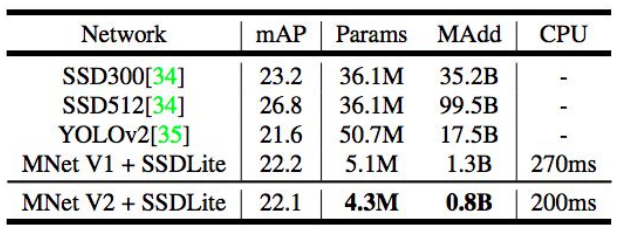 Network mAP Params MAdd CPU
SSD300[34] 23.2 36.1M 35.2B -
SSD512[34] 26.8 36.1M 99.5B -
YOLOv2[35] 21.6 50.7M 17.5B -
MNet V1 + SSDLite 22.2 5.1M 1.3B 270ms
MNet V2 + SSDLite 22.1 4.3M 0.8B 200ms